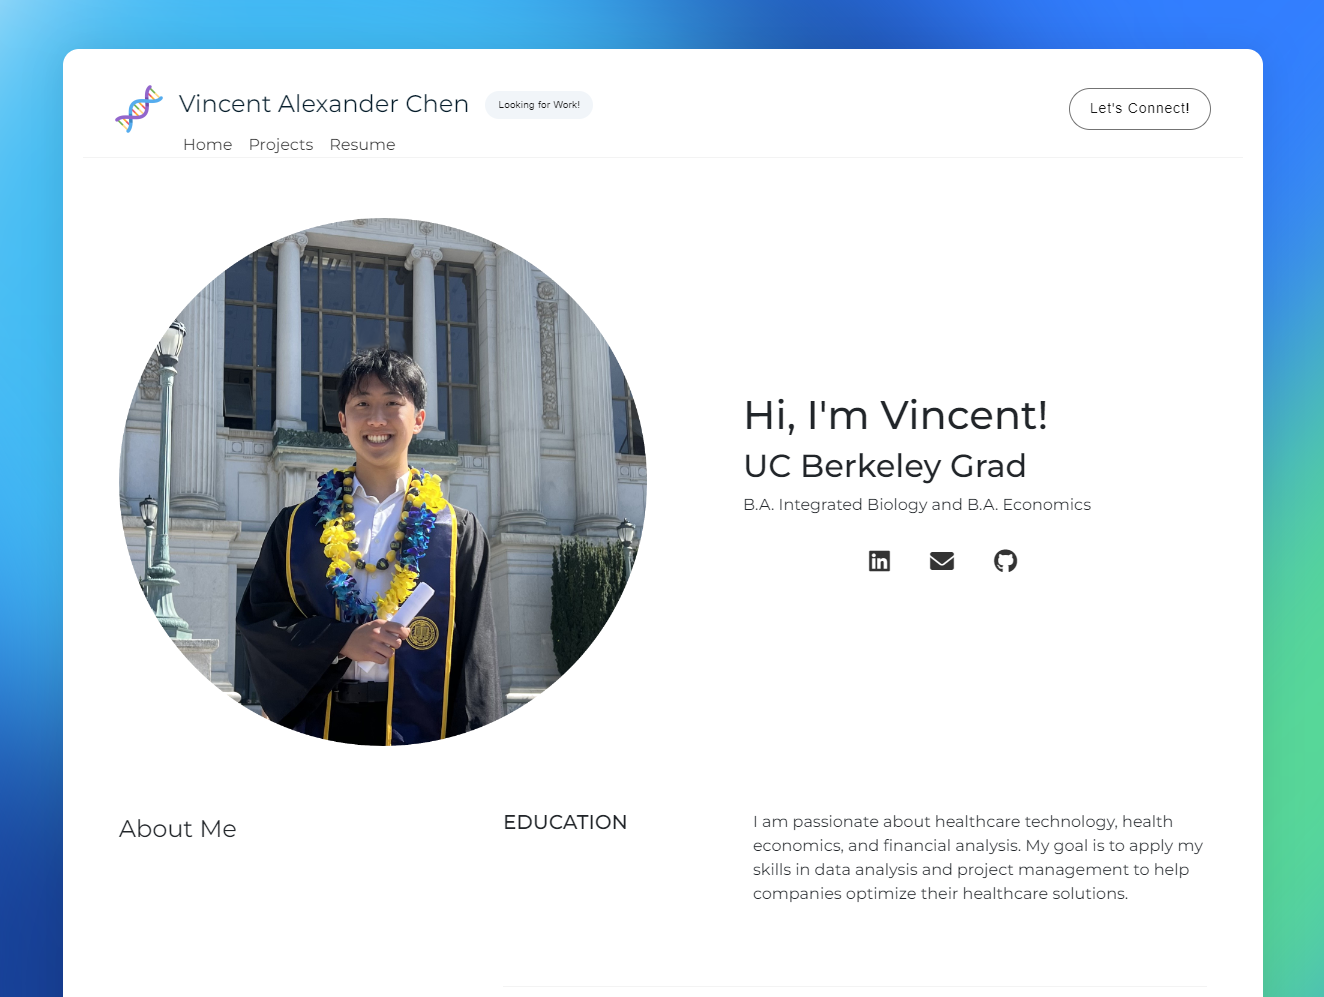 Vincent Alexander Chen
Looking for Work!
Let's Connect!
Home Projects Resume
Hi, I'm Vincent!
UC Berkeley Grad
B.A. Integrated Biology and B.A. Economics
in
About Me
EDUCATION
I am passionate about healthcare technology, health
economics, and financial analysis. My goal is to apply my
skills in data analysis and project management to help
companies optimize their healthcare solutions.